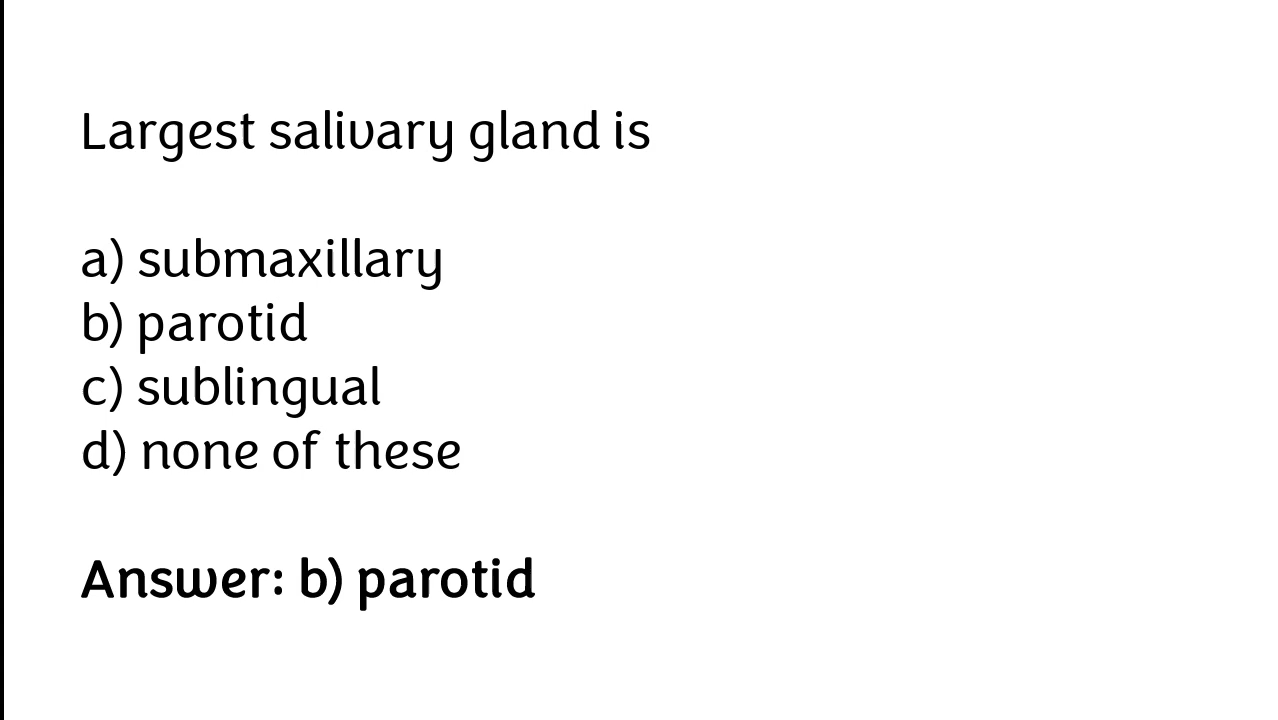 Largest salivary gland is
a) submaxillary
b) parotid
c) sublingual
d) none of these
Answer: b) parotid